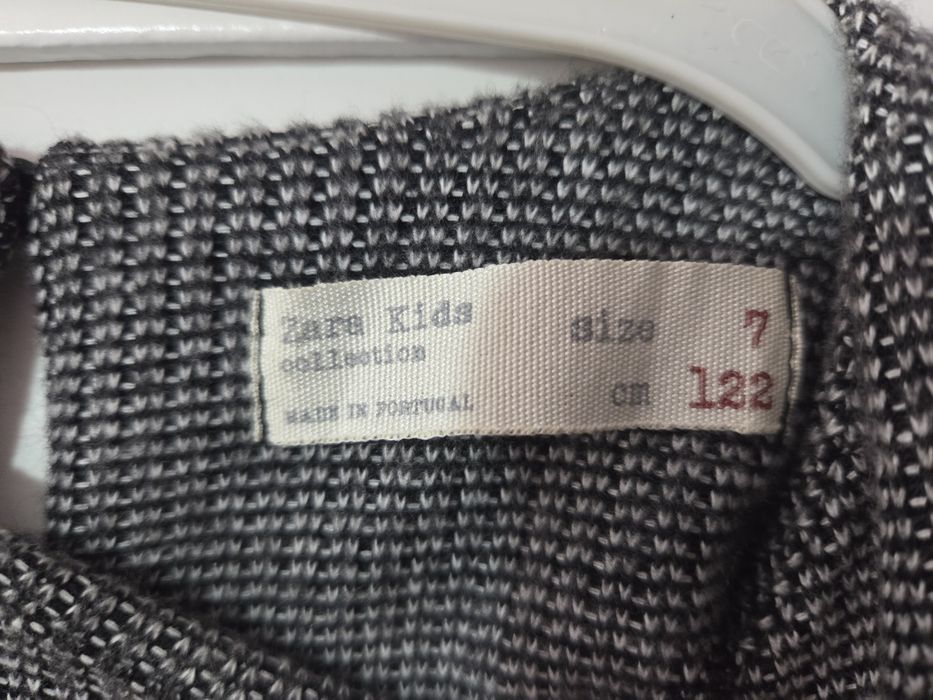 Zara Kids
collection
MADE IN PORTUGAL
size 7
cm 122